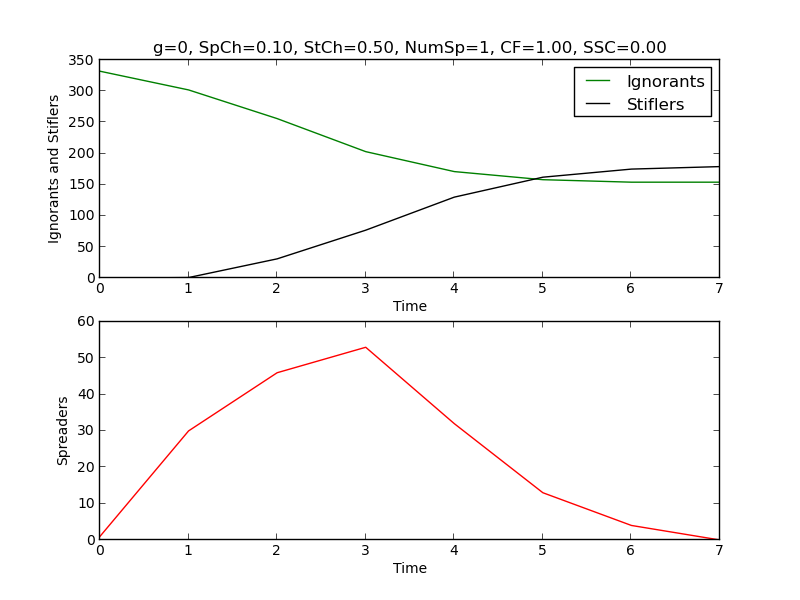 g=0, SpCh=0.10, StCh=0.50, NumSp=1, CF=1.00, SSC=0.00
350
300
250
200
150
100
50
0
Ignorants and Stiflers
Ignorants
Stiflers
0 1 2 3 4 5 6 7
Time
60
50
40
30
20
10
0
Spreaders
0 1 2 3 4 5 6 7
Time